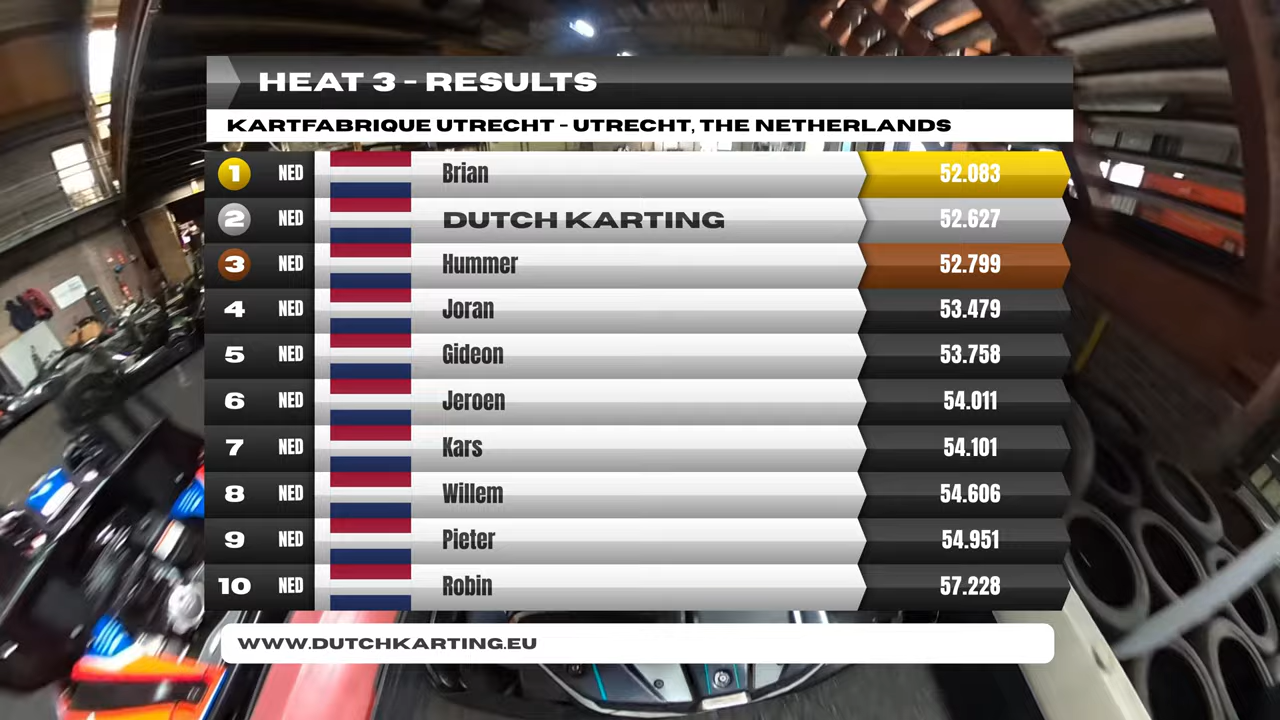 HEAT 3 - RESULTS
KARTFABRIQUE UTRECHT - UTRECHT, THE NETHERLANDS
1 NED Brian 52.083
2 NED DUTCH KARTING 52.627
3 NED Hummer 52.799
4 NED Joran 53.479
5 NED Gideon 53.758
6 NED Jeroen 54.011
7 NED Kars 54.101
8 NED Willem 54.606
9 NED Pieter 54.951
10 NED Robin 57.228
WWW.DUTCHKARTING.EU